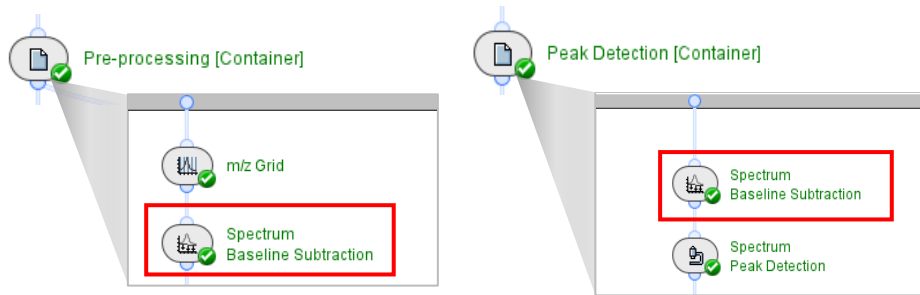 Pre-processing [Container]
m/z Grid
Spectrum
Baseline Subtraction
Peak Detection [Container]
Spectrum
Baseline Subtraction
Spectrum
Peak Detection